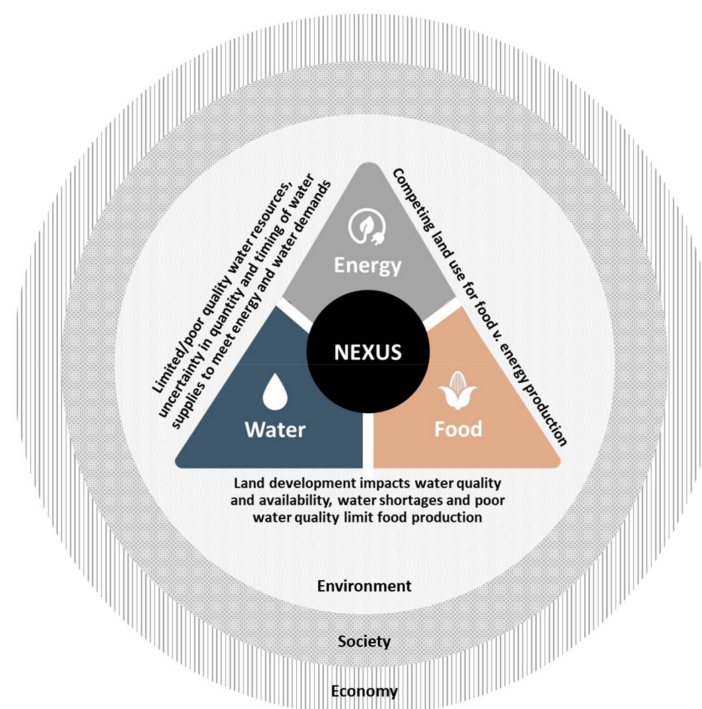 Limited/poor quality water resources,
uncertainty in quantity and timing of water
supplies to meet energy and water demands
Competing land use for food v. energy production
Energy
NEXUS
Water
Food
Land development impacts water quality
and availability, water shortages and poor
water quality limit food production
Environment
Society
Economy